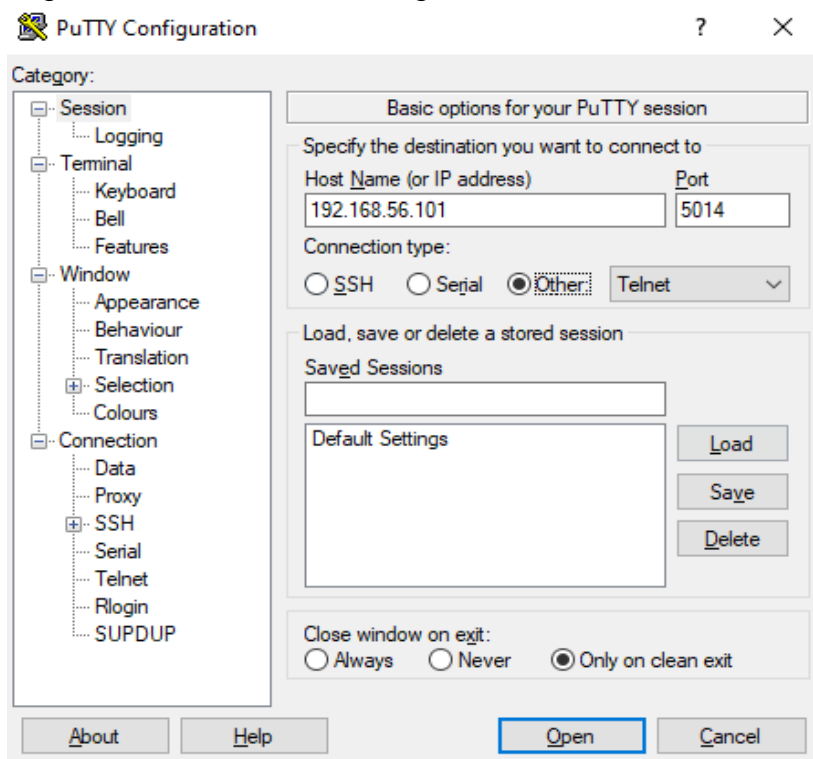 PuTTY Configuration
?
Category:
Session
Logging
Terminal
Keyboard
Bell
Features
Window
Appearance
Behaviour
Translation
Selection
Colours
Connection
Data
Proxy
SSH
Serial
Telnet
Rlogin
SUPDUP
Basic options for your PuTTY session
Specify the destination you want to connect to
Host Name (or IP address) Port
192.168.56.101 5014
Connection type:
SSH Serial Other: Telnet
Load, save or delete a stored session
Saved Sessions
Default Settings
Load
Save
Delete
Close window on exit:
Always Never Only on clean exit
About Help Open Cancel